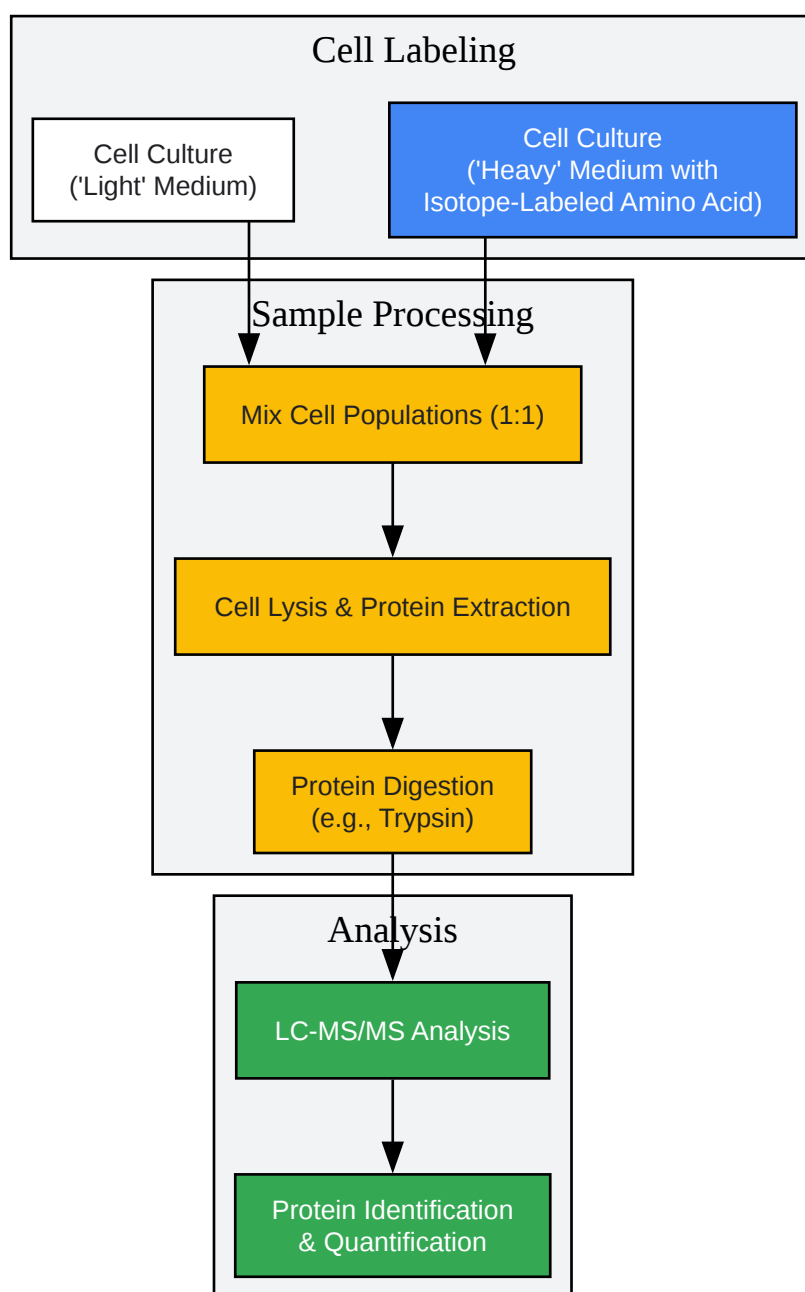 Cell Labeling
Cell Culture
('Light' Medium)
Cell Culture
('Heavy' Medium with
Isotope-Labeled Amino Acid)
Sample Processing
Mix Cell Populations (1:1)
Cell Lysis & Protein Extraction
Protein Digestion
(e.g., Trypsin)
Analysis
LC-MS/MS Analysis
Protein Identification
& Quantification